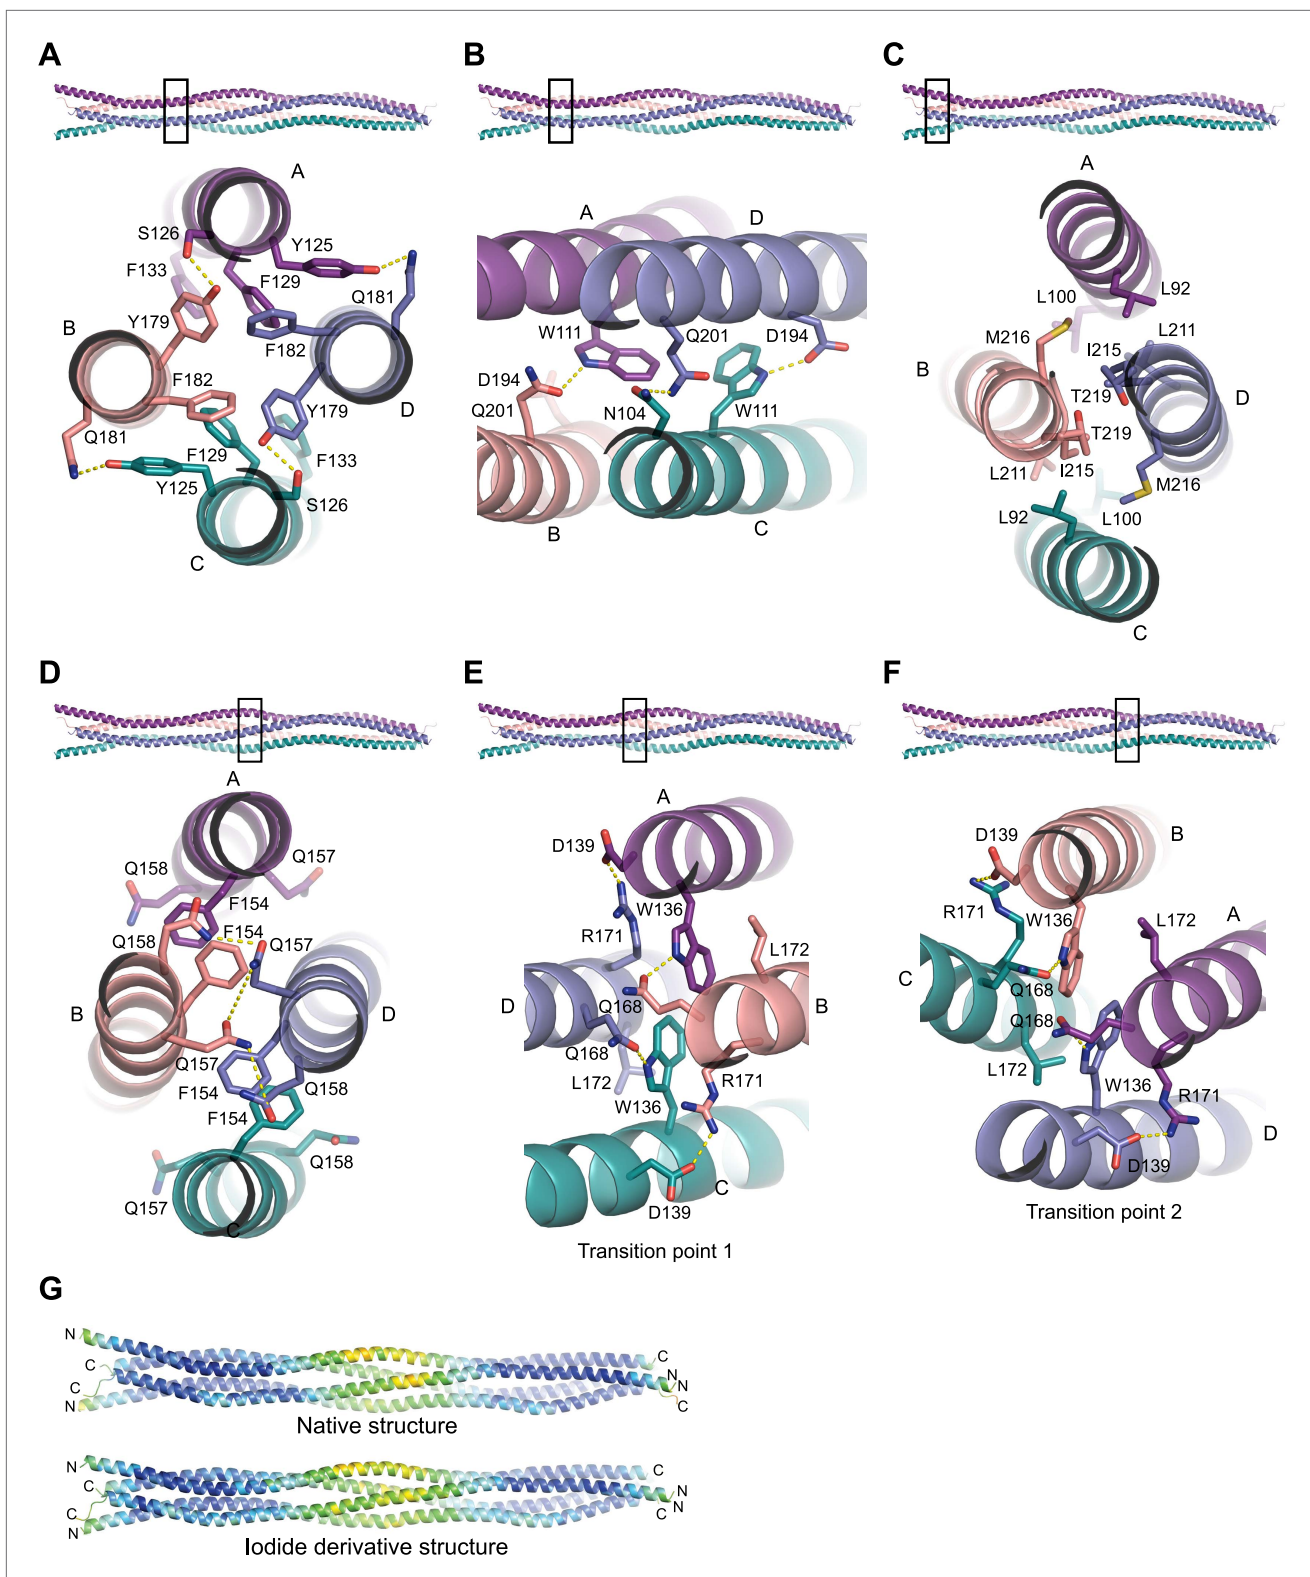 A
B
C
A
S126
Y125
F133
F129
Q181
Y179
B
F182
F182
D
Y179
Q181
F129
F133
Y125
S126
C
A
D
W111
Q201
D194
D194
Q201
N104
W111
B
C
A
L92
L100
M216
L211
I215
B
T219
D
T219
L211
I215
M216
L92
L100
C
D
E
F
A
Q158
Q157
F154
F154
Q158
Q157
B
D
Q157
F154
Q158
F154
Q158
Q157
C
A
D139
W136
R171
L172
D
B
Q168
Q168
L172
R171
W136
C
D139
Transition point 1
D139
B
R171
W136
L172
A
C
Q168
Q168
L172
W136
R171
D
D139
Transition point 2
G
N
C
C
N
N
C
N
C
Native structure
N
C
C
N
C
N
N
C
Iodide derivative structure